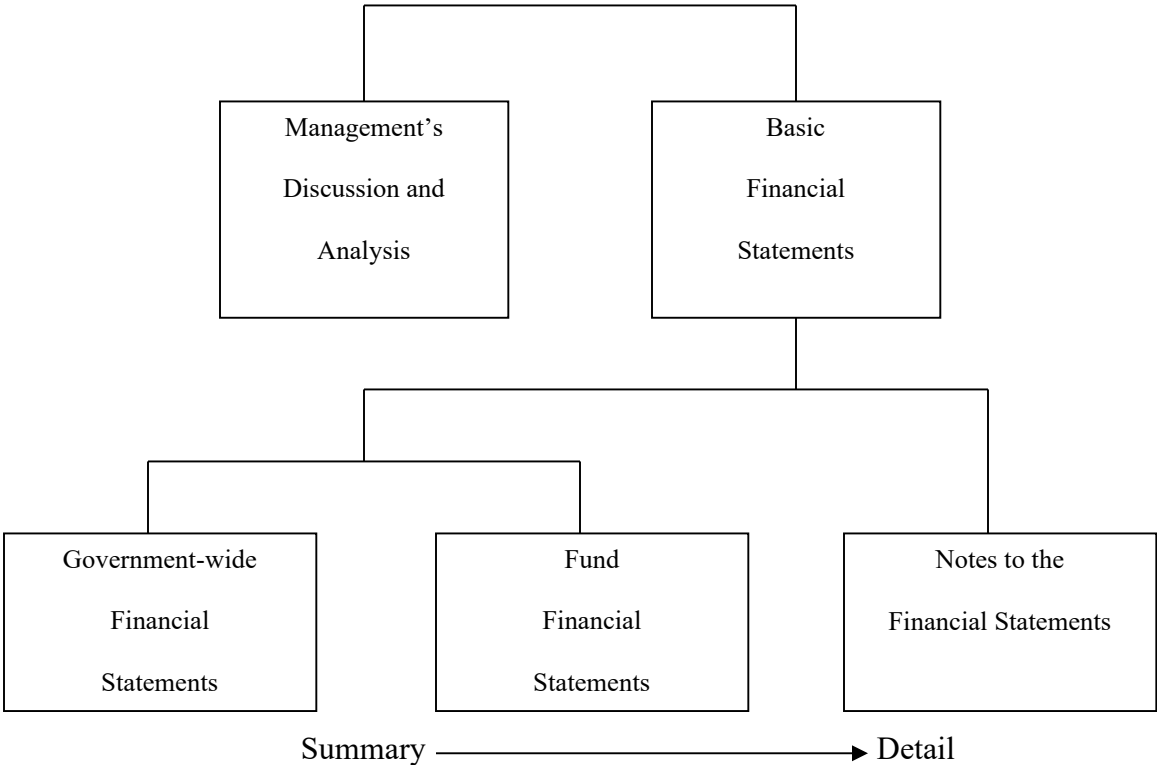 Management’s
Discussion and
Analysis
Basic
Financial
Statements
Government-wide
Financial
Statements
Fund
Financial
Statements
Notes to the
Financial Statements
Summary
Detail